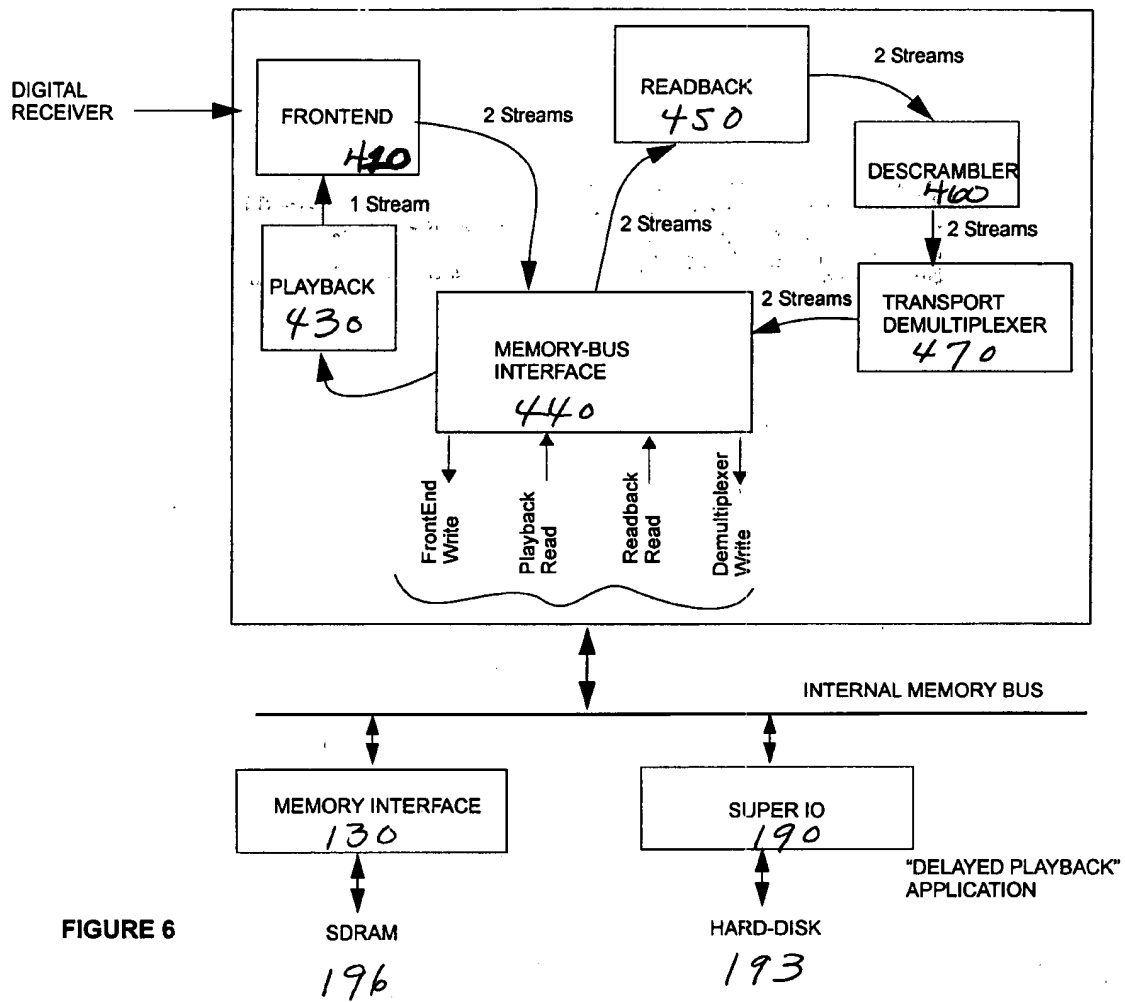 DIGITAL
RECEIVER
FRONTEND
410
2 Streams
READBACK
450
2 Streams
DESCRAMBLER
460
1 Stream
2 Streams
2 Streams
PLAYBACK
430
2 Streams
TRANSPORT
DEMULTIPLEXER
470
MEMORY-BUS
INTERFACE
440
FrontEnd
Write
Playback
Read
Readback
Read
Demultiplexer
Write
INTERNAL MEMORY BUS
MEMORY INTERFACE
130
SUPER IO
190
"DELAYED PLAYBACK"
APPLICATION
FIGURE 6
SDRAM
196
HARD-DISK
193